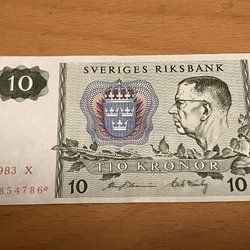 SVERIGES RIKSBANK
10
983 X
854786*
TIO KRONOR
10
10